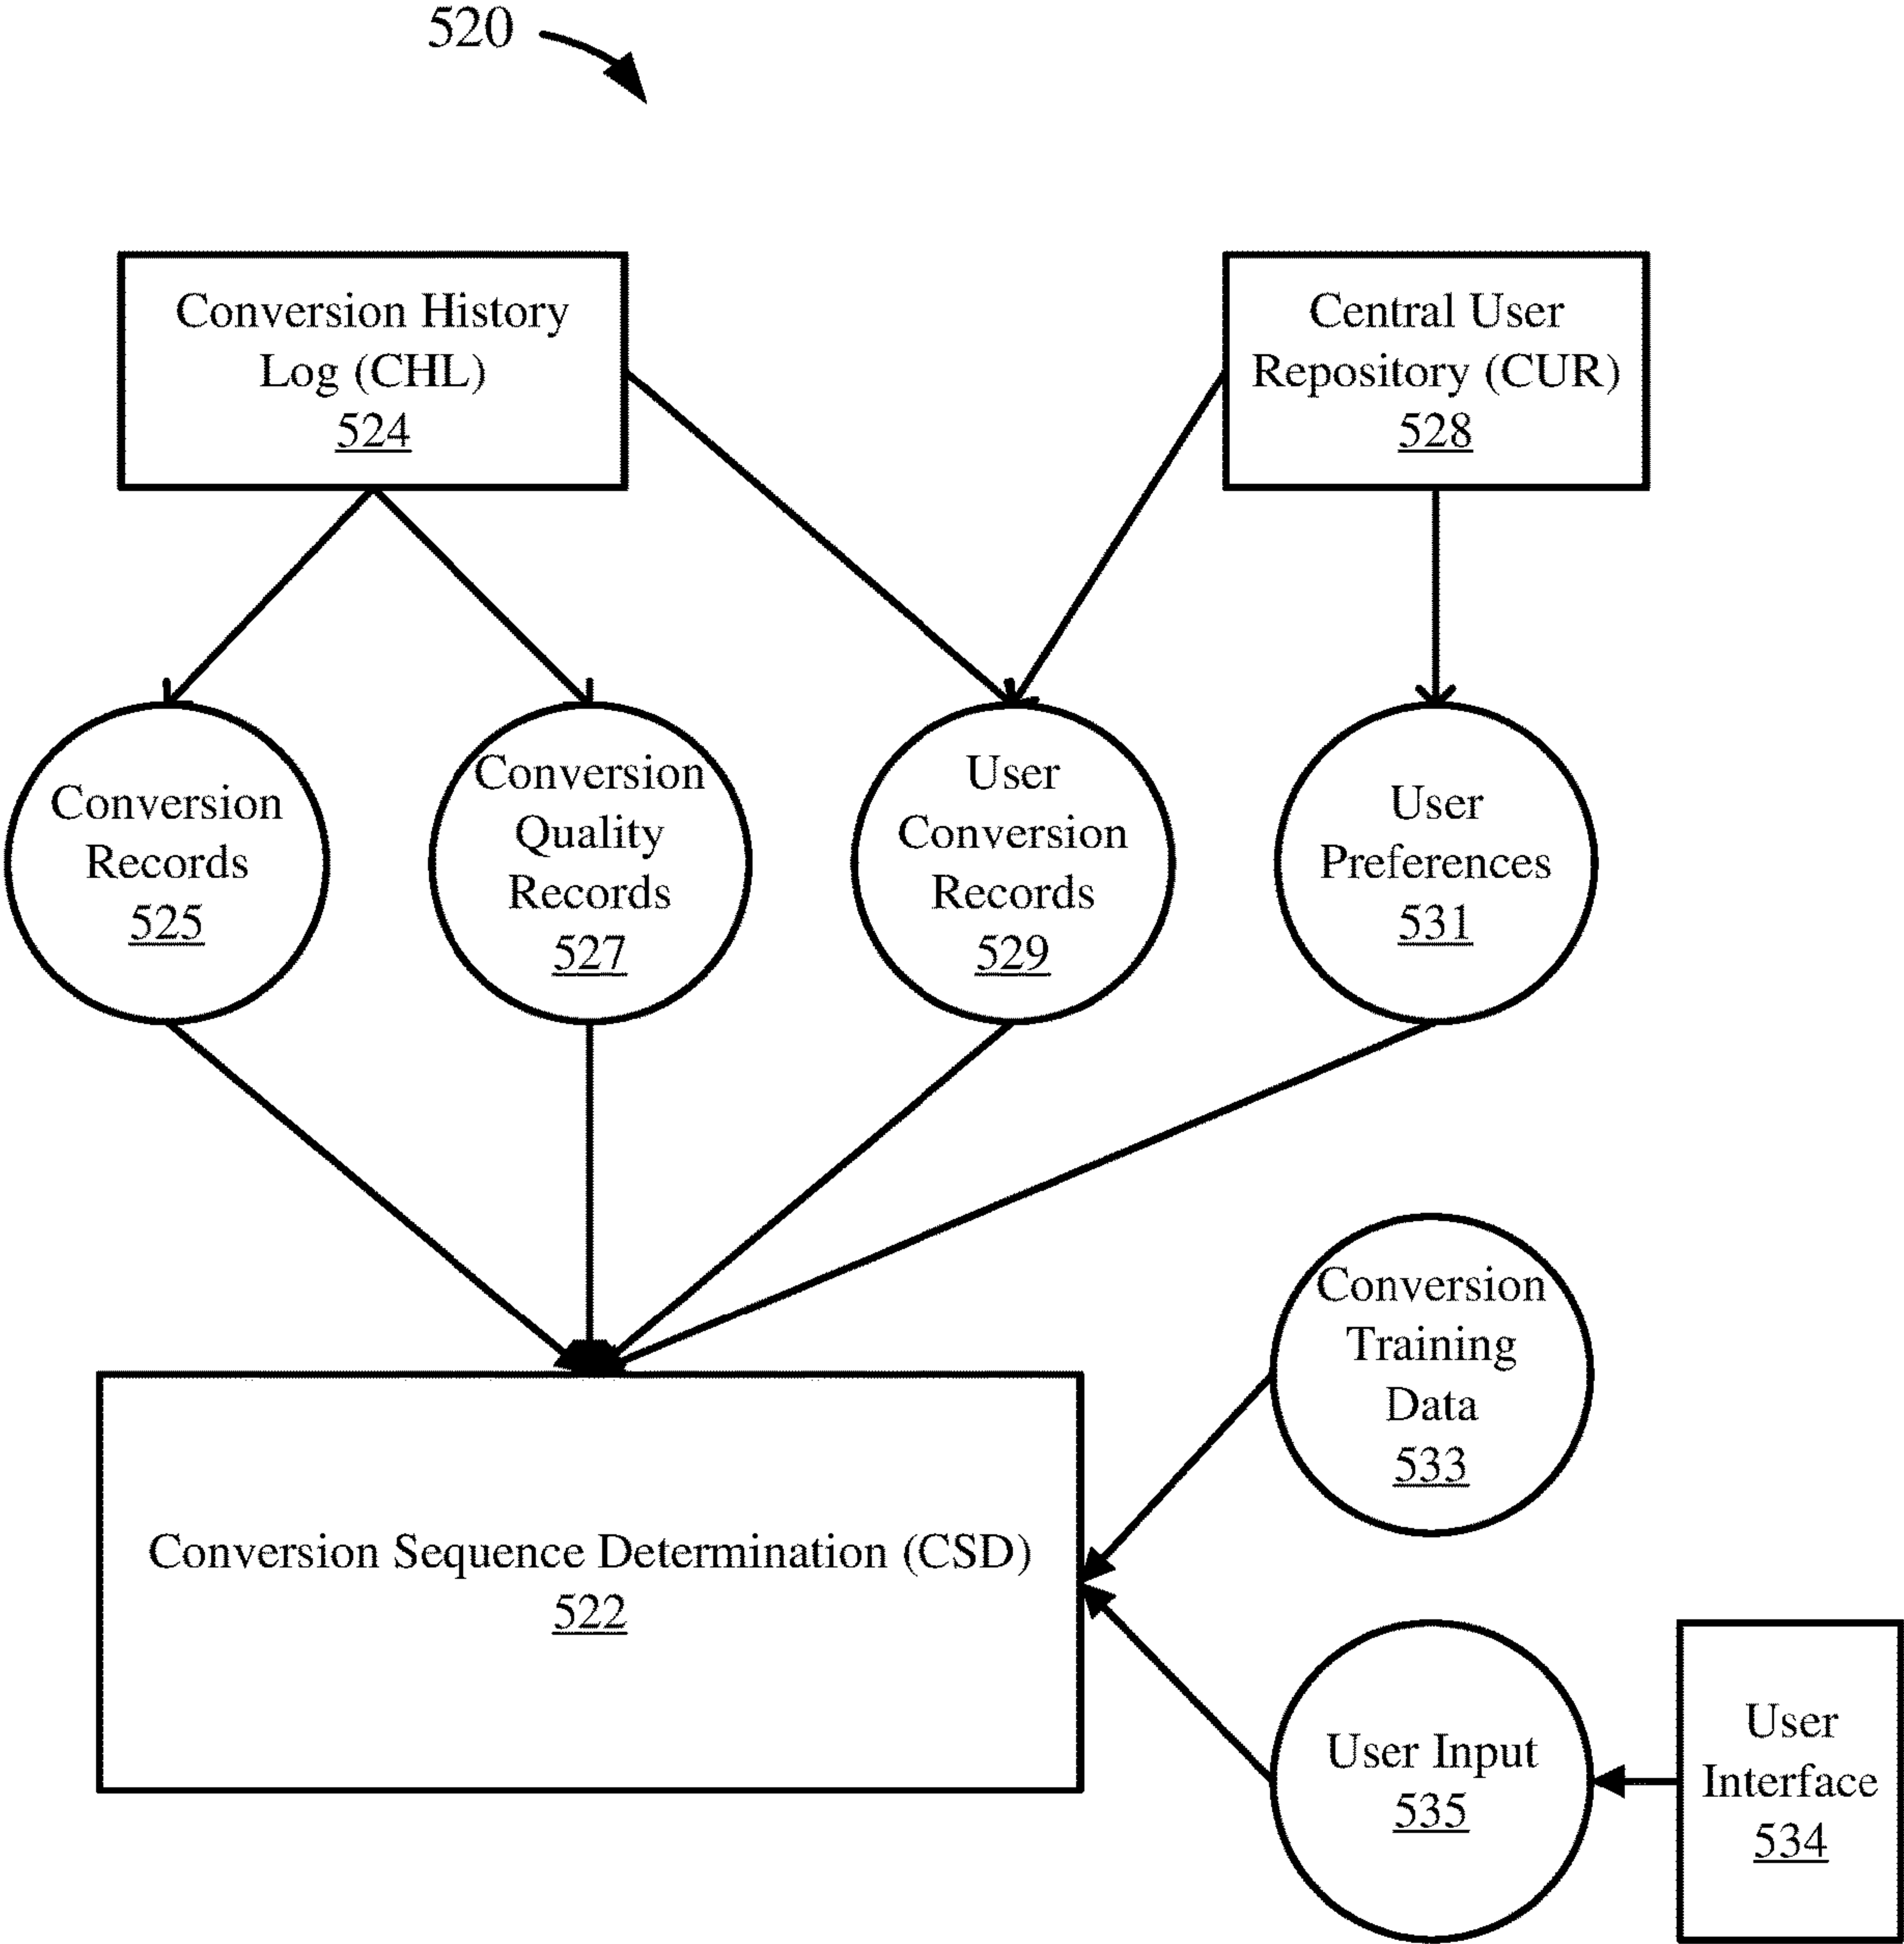 520
Conversion History
Log (CHL)
524
Central User
Repository (CUR)
528
Conversion
Records
525
Conversion
Quality
Records
527
User
Conversion
Records
529
User
Preferences
531
Conversion
Training
Data
533
Conversion Sequence Determination (CSD)
522
User Input
535
User
Interface
534